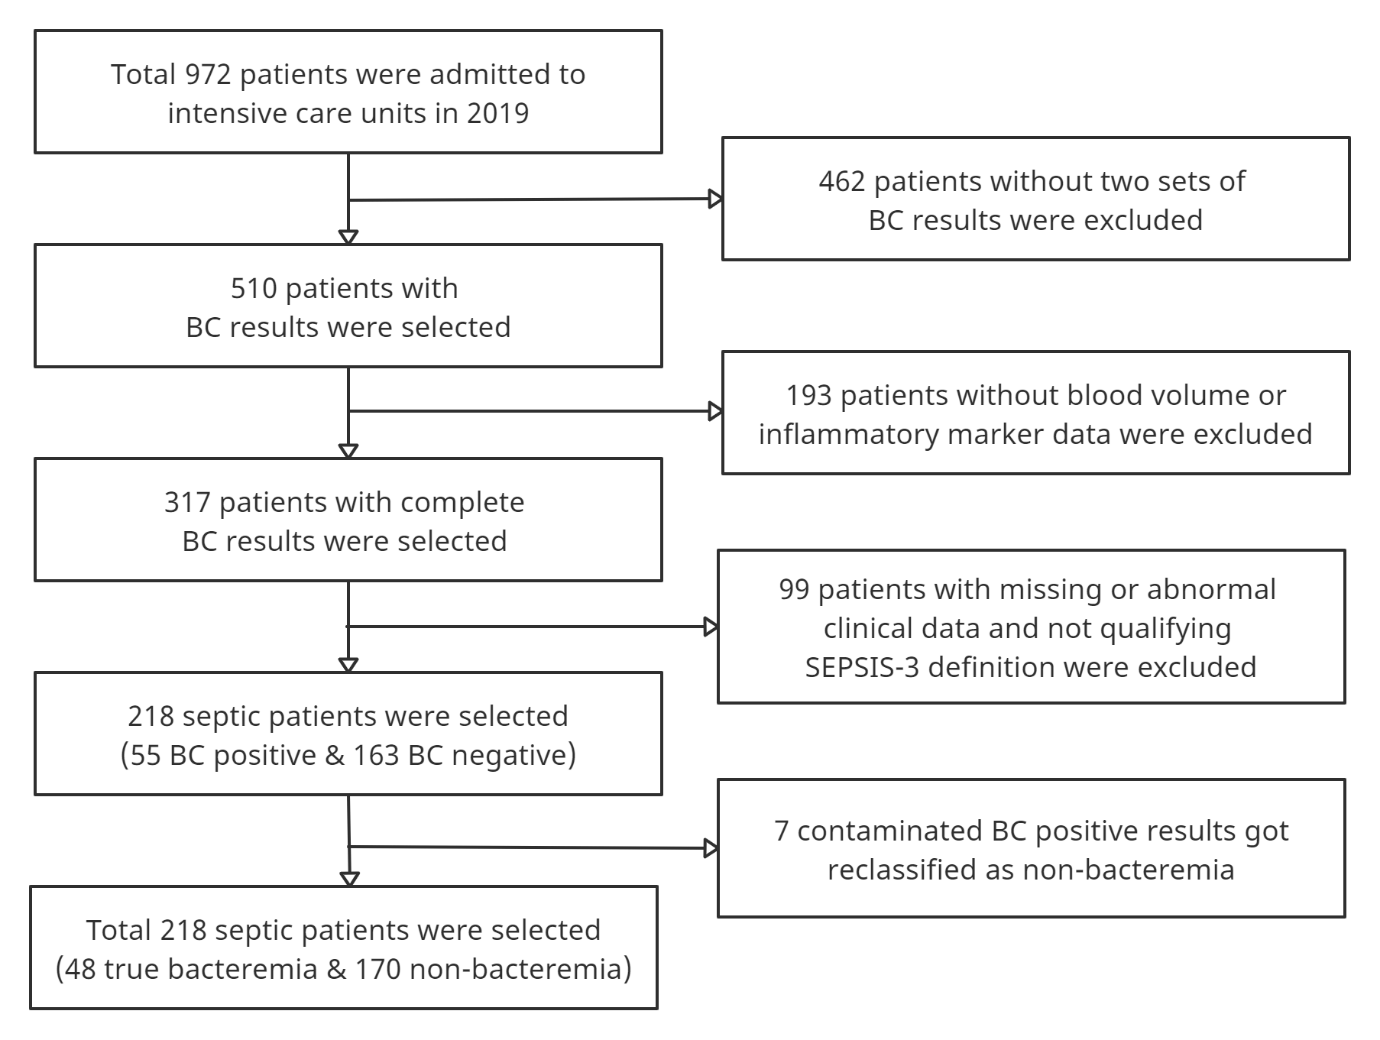 Total 972 patients were admitted to
intensive care units in 2019
462 patients without two sets of
BC results were excluded
510 patients with
BC results were selected
193 patients without blood volume or
inflammatory marker data were excluded
317 patients with complete
BC results were selected
99 patients with missing or abnormal
clinical data and not qualifying
SEPSIS-3 definition were excluded
218 septic patients were selected
(55 BC positive & 163 BC negative)
7 contaminated BC positive results got
reclassified as non-bacteremia
Total 218 septic patients were selected
(48 true bacteremia & 170 non-bacteremia)